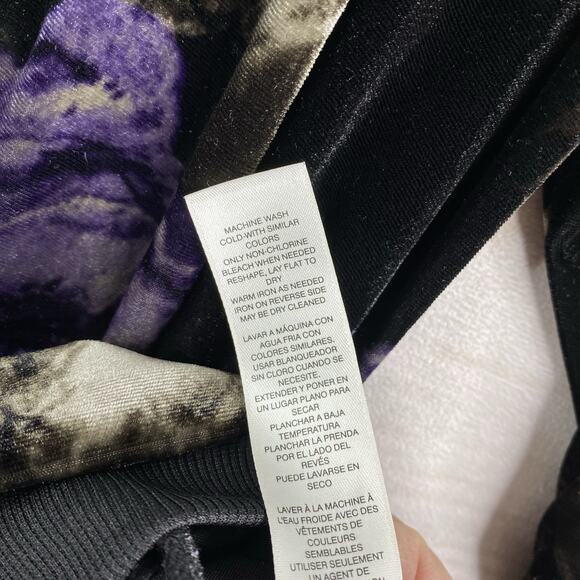 MACHINE WASH
COLD-WITH SIMILAR
COLORS
ONLY NON-CHLORINE
BLEACH WHEN NEEDED
RESHAPE, LAY FLAT TO
DRY
WARM IRON AS NEEDED
IRON ON REVERSE SIDE
MAY BE DRY CLEANED
LAVAR A MÁQUINA CON
AGUA FRIA CON
COLORES SIMILARES.
USAR BLANQUEADOR
SIN CLORO CUANDO SE
NECESITE.
EXTENDER Y PONER EN
UN LUGAR PLANO PARA
SECAR
PLANCHAR A BAJA
TEMPERATURA
PLANCHAR LA PRENDA
POR EL LADO DEL
REVÉS
PUEDE LAVARSE EN
SECO
LAVER À LA MACHINE À
L'EAU FROIDE AVEC DES
VÊTEMENTS DE
COULEURS
SEMBLABLES
UTILISER SEULEMENT
UN AGENT DE